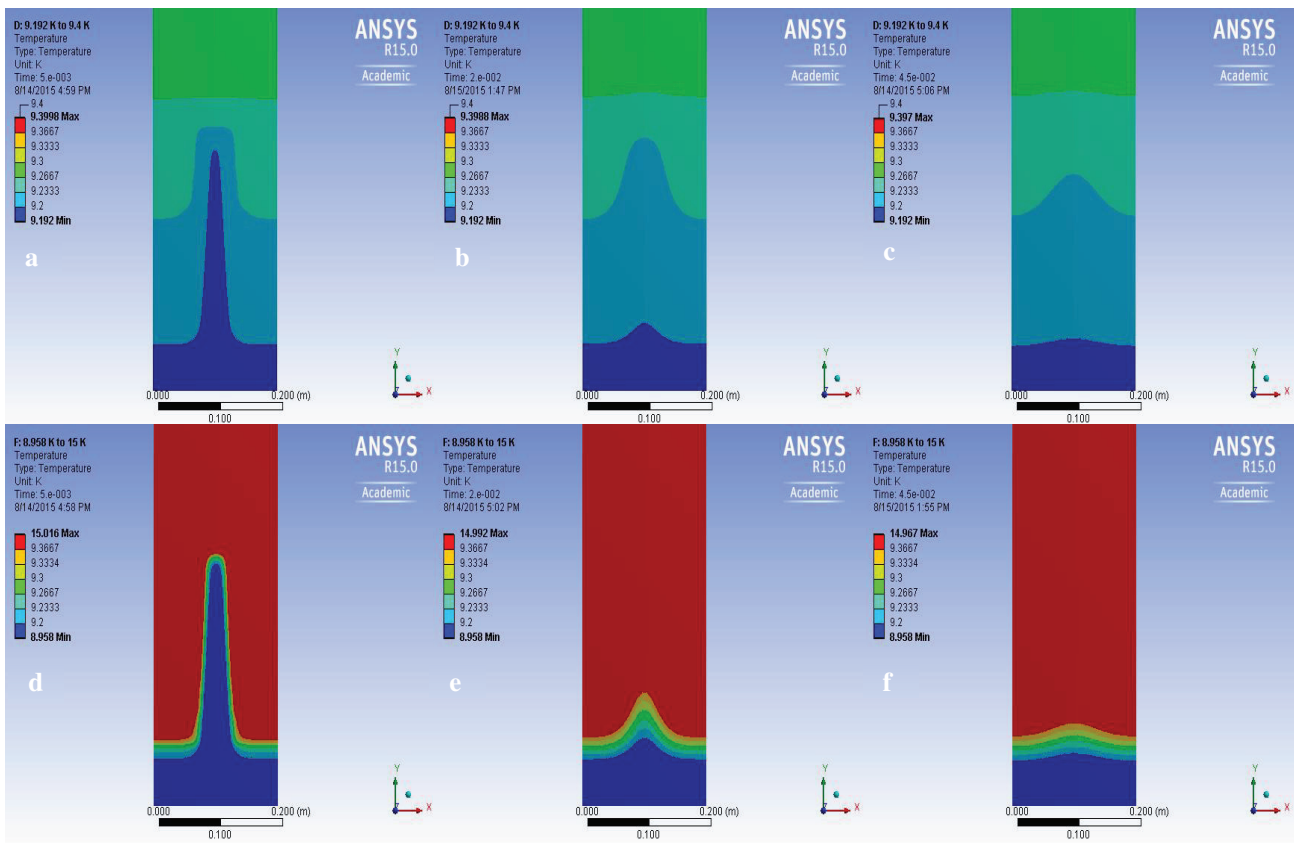 D: 9.192 K to 9.4 K
Temperature
Type: Temperature
Unit: K
Time: 5.e-003
8/14/2015 4:59 PM
9.4
9.3998 Max
9.3667
9.3333
9.3
9.2667
9.2333
9.2
9.192 Min
ANSYS
R15.0
Academic
a
Y
X
0.000
0.200 (m)
0.100
D: 9.192 K to 9.4 K
Temperature
Type: Temperature
Unit: K
Time: 2.e-002
8/15/2015 1:47 PM
9.4
9.3988 Max
9.3667
9.3333
9.3
9.2667
9.2333
9.2
9.192 Min
ANSYS
R15.0
Academic
b
Y
X
0.000
0.200 (m)
0.100
D: 9.192 K to 9.4 K
Temperature
Type: Temperature
Unit: K
Time: 4.5e-002
8/14/2015 5:06 PM
9.4
9.397 Max
9.3667
9.3333
9.3
9.2667
9.2333
9.2
9.192 Min
ANSYS
R15.0
Academic
c
Y
X
0.000
0.200 (m)
0.100
F: 8.958 K to 15 K
Temperature
Type: Temperature
Unit: K
Time: 5.e-003
8/14/2015 4:58 PM
15.016 Max
9.3667
9.3334
9.3
9.2667
9.2333
9.2
8.958 Min
ANSYS
R15.0
Academic
d
Y
X
0.000
0.200 (m)
0.100
F: 8.958 K to 15 K
Temperature
Type: Temperature
Unit: K
Time: 2.e-002
8/14/2015 5:02 PM
14.992 Max
9.3667
9.3334
9.3
9.2667
9.2333
9.2
8.958 Min
ANSYS
R15.0
Academic
e
Y
X
0.000
0.200 (m)
0.100
F: 8.958 K to 15 K
Temperature
Type: Temperature
Unit: K
Time: 4.5e-002
8/15/2015 1:55 PM
14.967 Max
9.3667
9.3334
9.3
9.2667
9.2333
9.2
8.958 Min
ANSYS
R15.0
Academic
f
Y
X
0.000
0.200 (m)
0.100